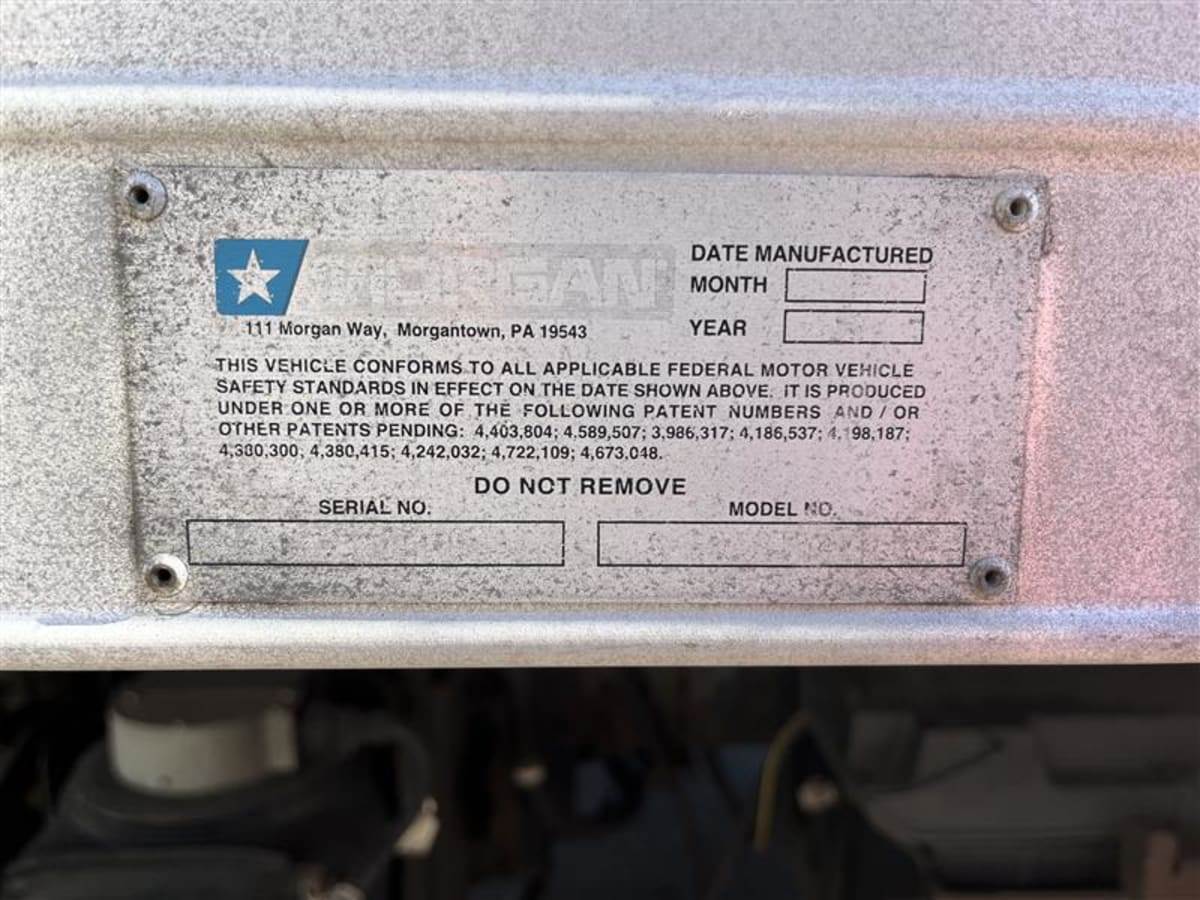 MORGAN
111 Morgan Way, Morgantown, PA 19543
DATE MANUFACTURED
MONTH
YEAR
THIS VEHICLE CONFORMS TO ALL APPLICABLE FEDERAL MOTOR VEHICLE
SAFETY STANDARDS IN EFFECT ON THE DATE SHOWN ABOVE. IT IS PRODUCED
UNDER ONE OR MORE OF THE FOLLOWING PATENT NUMBERS AND / OR
OTHER PATENTS PENDING: 4,403,804; 4,589,507; 3,986,317; 4,186,537; 4,198,187;
4,380,415; 4,242,032; 4,722,109; 4,673,048.
DO NOT REMOVE
SERIAL NO.
MODEL NO.